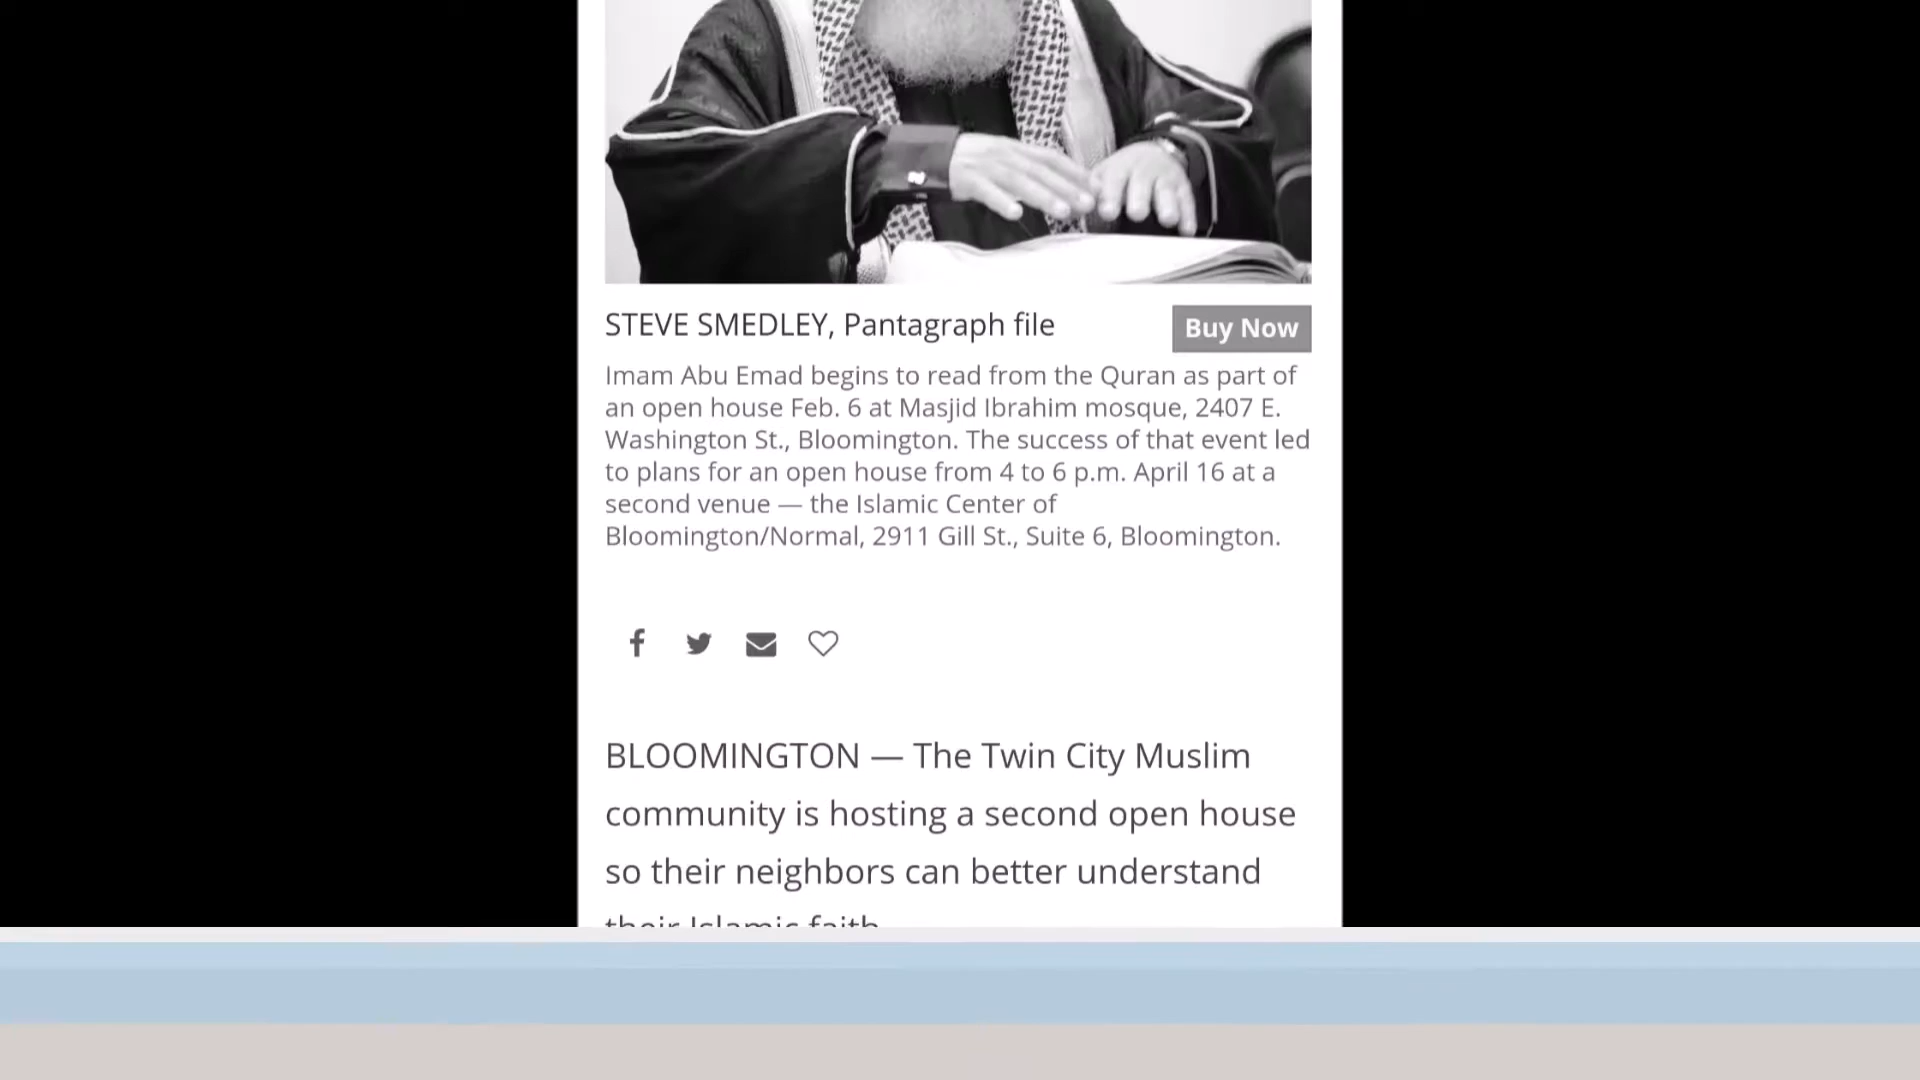 STEVE SMEDLEY, Pantagraph file
Buy Now
Imam Abu Emad begins to read from the Quran as part of
an open house Feb. 6 at Masjid Ibrahim mosque, 2407 E.
Washington St., Bloomington. The success of that event led
to plans for an open house from 4 to 6 p.m. April 16 at a
second venue — the Islamic Center of
Bloomington/Normal, 2911 Gill St., Suite 6, Bloomington.
BLOOMINGTON — The Twin City Muslim
community is hosting a second open house
so their neighbors can better understand
their Islamic faith